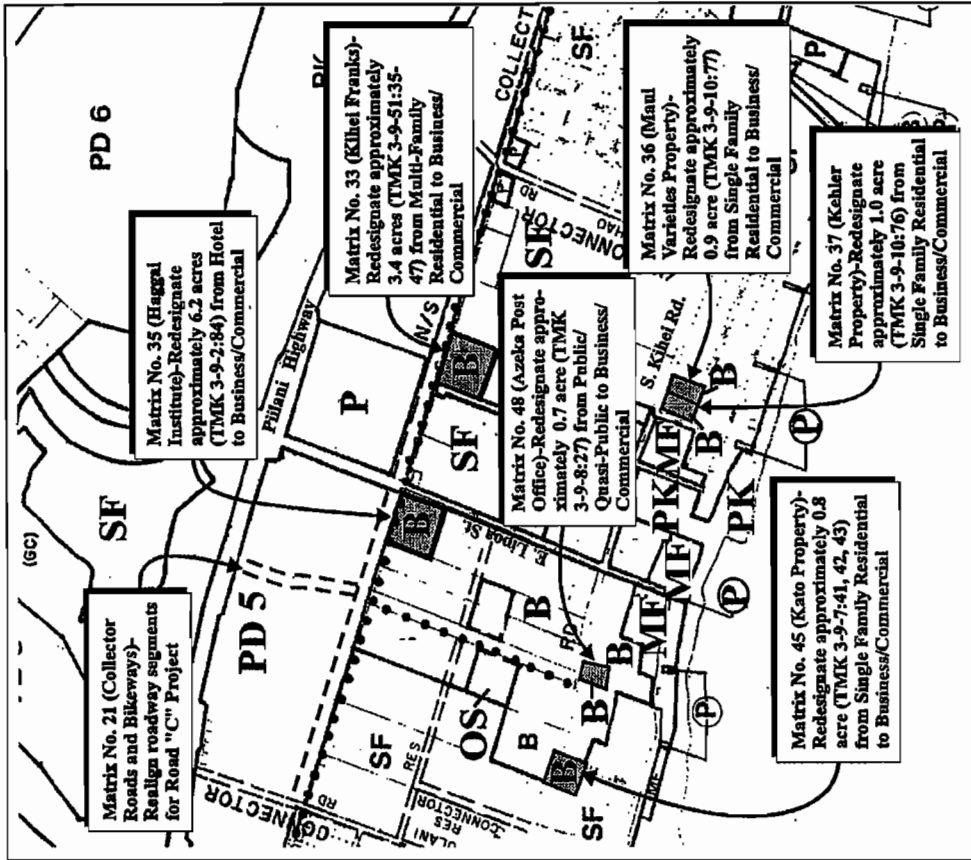 Matrix No. 21 (Collector
Roads and Bikeways)-
Realign roadway segments
for Road "C" Project
Matrix No. 35 (Haggai
Institute)-Redesignate
approximately 6.2 acres
(TMK 3-9-2:84) from Hotel
to Business/Commercial
Matrix No. 33 (Kihei Franks)-
Redesignate approximately
3.4 acres (TMK 3-9-51:35-
47) from Multi-Family
Residential to Business/
Commercial
Matrix No. 48 (Azeka Post
Office)-Redesignate appro-
ximately 0.7 acre (TMK
3-9-8:27) from Public/
Quasi-Public to Business/
Commercial
Matrix No. 36 (Maui
Varieties Property)-
Redesignate approximately
0.9 acre (TMK 3-9-10:77)
from Single Family
Residential to Business/
Commercial
Matrix No. 45 (Kato Property)-
Redesignate approximately 0.8
acre (TMK 3-9-7:41, 42, 43)
from Single Family Residential
to Business/Commercial
Matrix No. 37 (Kehler
Property)-Redesignate
approximately 1.0 acre
(TMK 3-9-10:76) from
Single Family Residential
to Business/Commercial
(GC)
SF
PD 6
PK
Piilani Highway
PD 5
P
N/S
COLLECT
CONNECTOR
RD
B
B
SF
SF
SF
SF
CONNECTOR
RD
E. Lipoa St.
S. Kihei Rd.
RES
RES
CONNECTOR
ULANI
OS
B
RD
B
B
B
B
B
B
B
SF
MF
MF
MF
MF
PK
PK
P
P
P
P